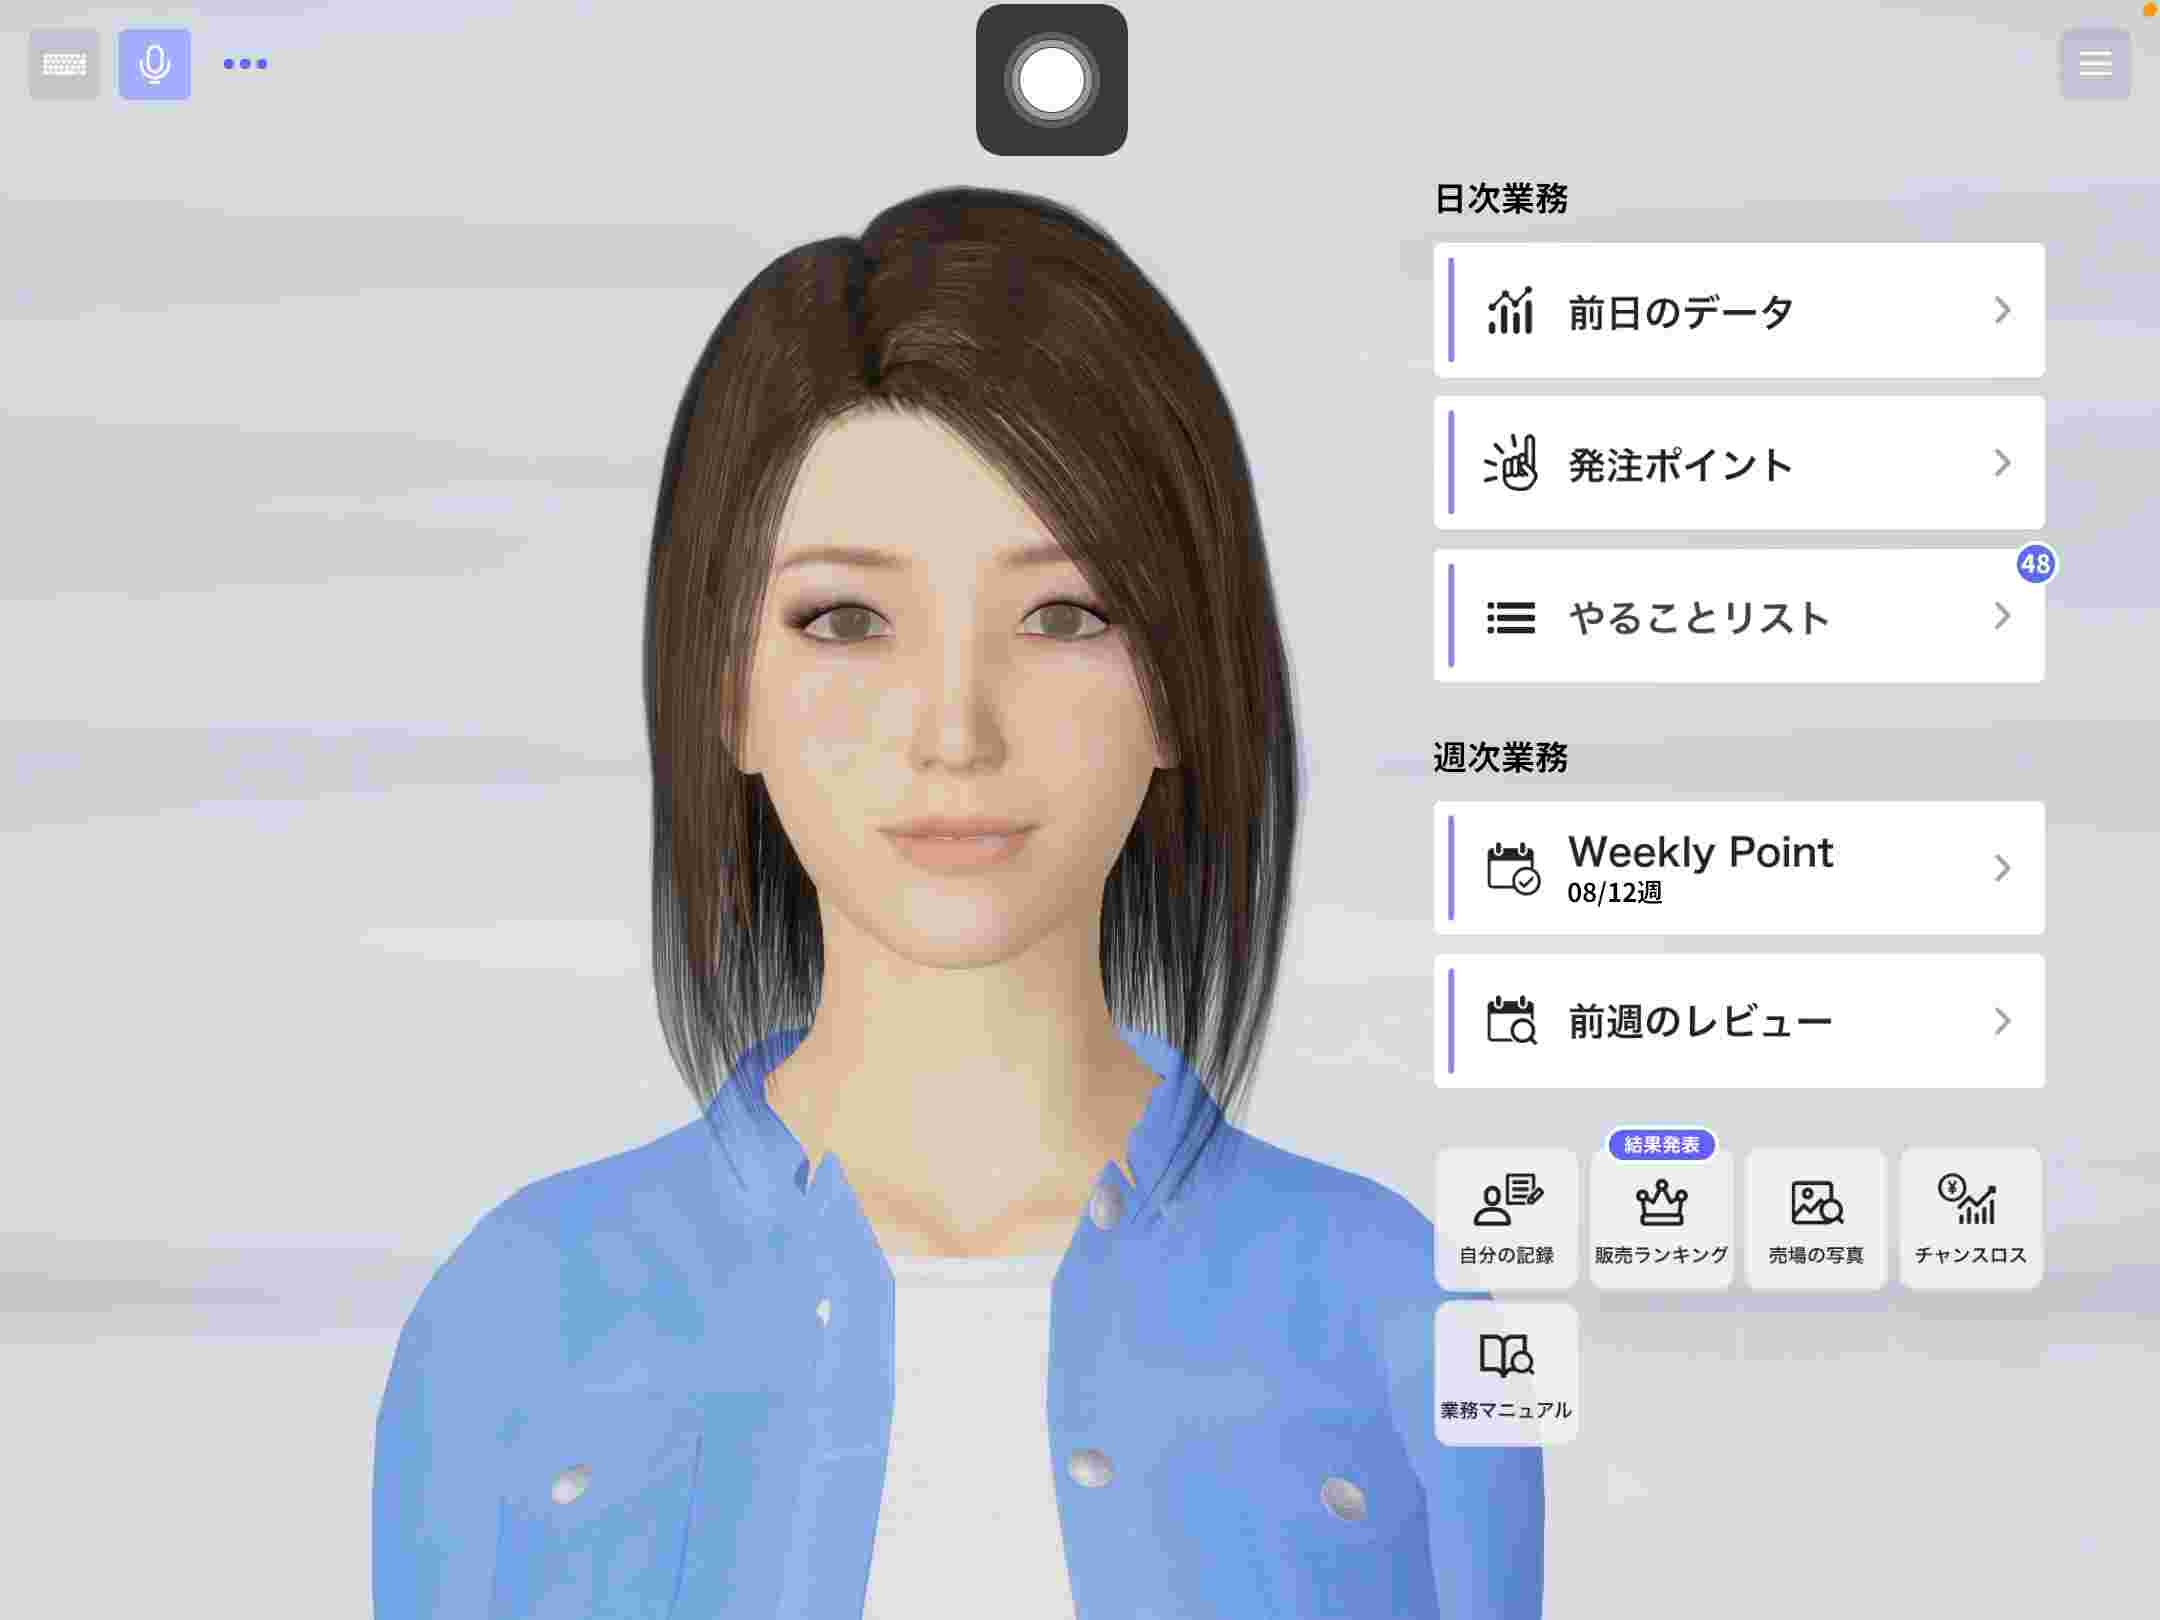 日次業務
前日のデータ
発注ポイント
48
やることリスト
週次業務
Weekly Point
08/12週
前週のレビュー
自分の記録
結果発表
販売ランキング
売場の写真
チャンスロス
業務マニュアル